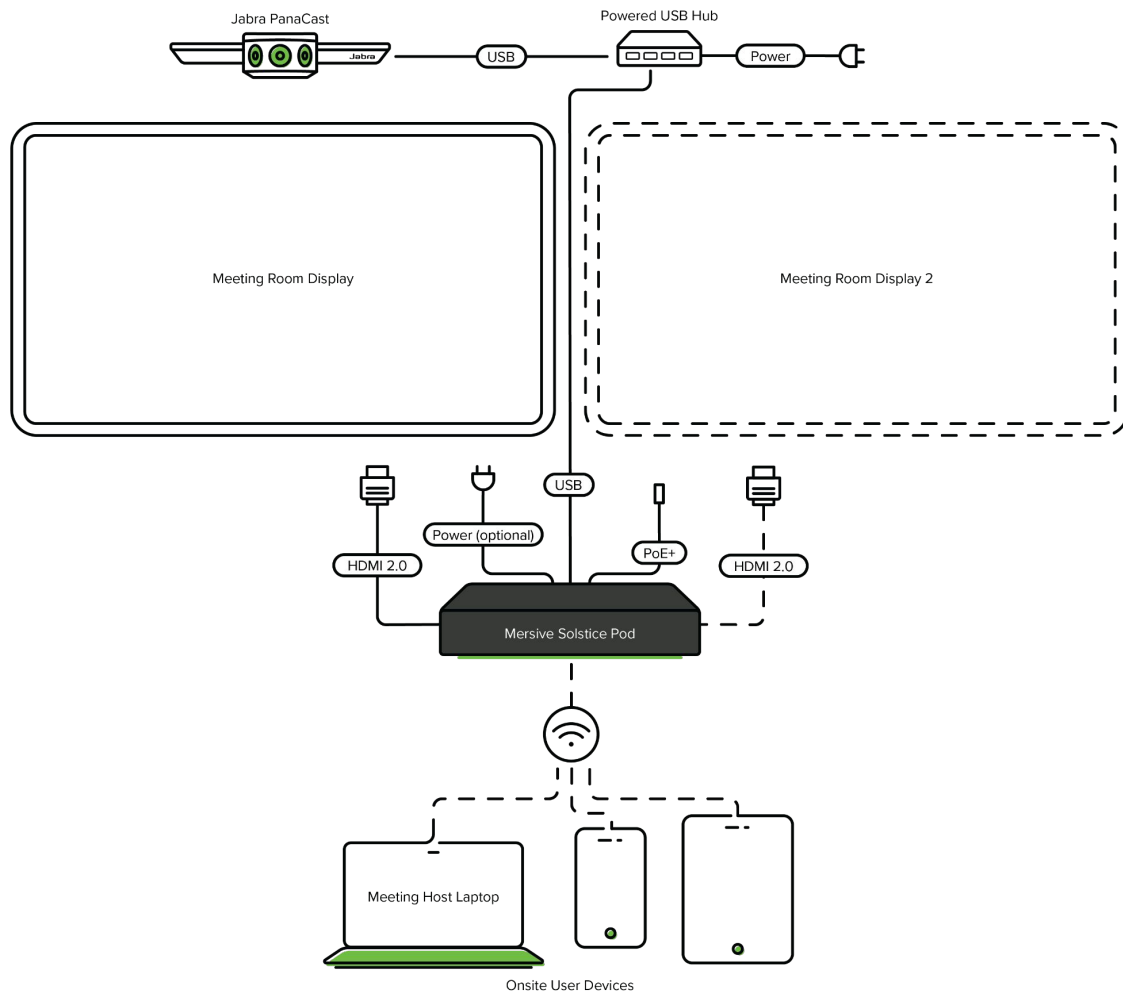 Jabra PanaCast
Powered USB Hub
Jabra
USB
Power
Meeting Room Display
Meeting Room Display 2
USB
Power (optional)
PoE+
HDMI 2.0
HDMI 2.0
Mersive Solstice Pod
Meeting Host Laptop
Onsite User Devices